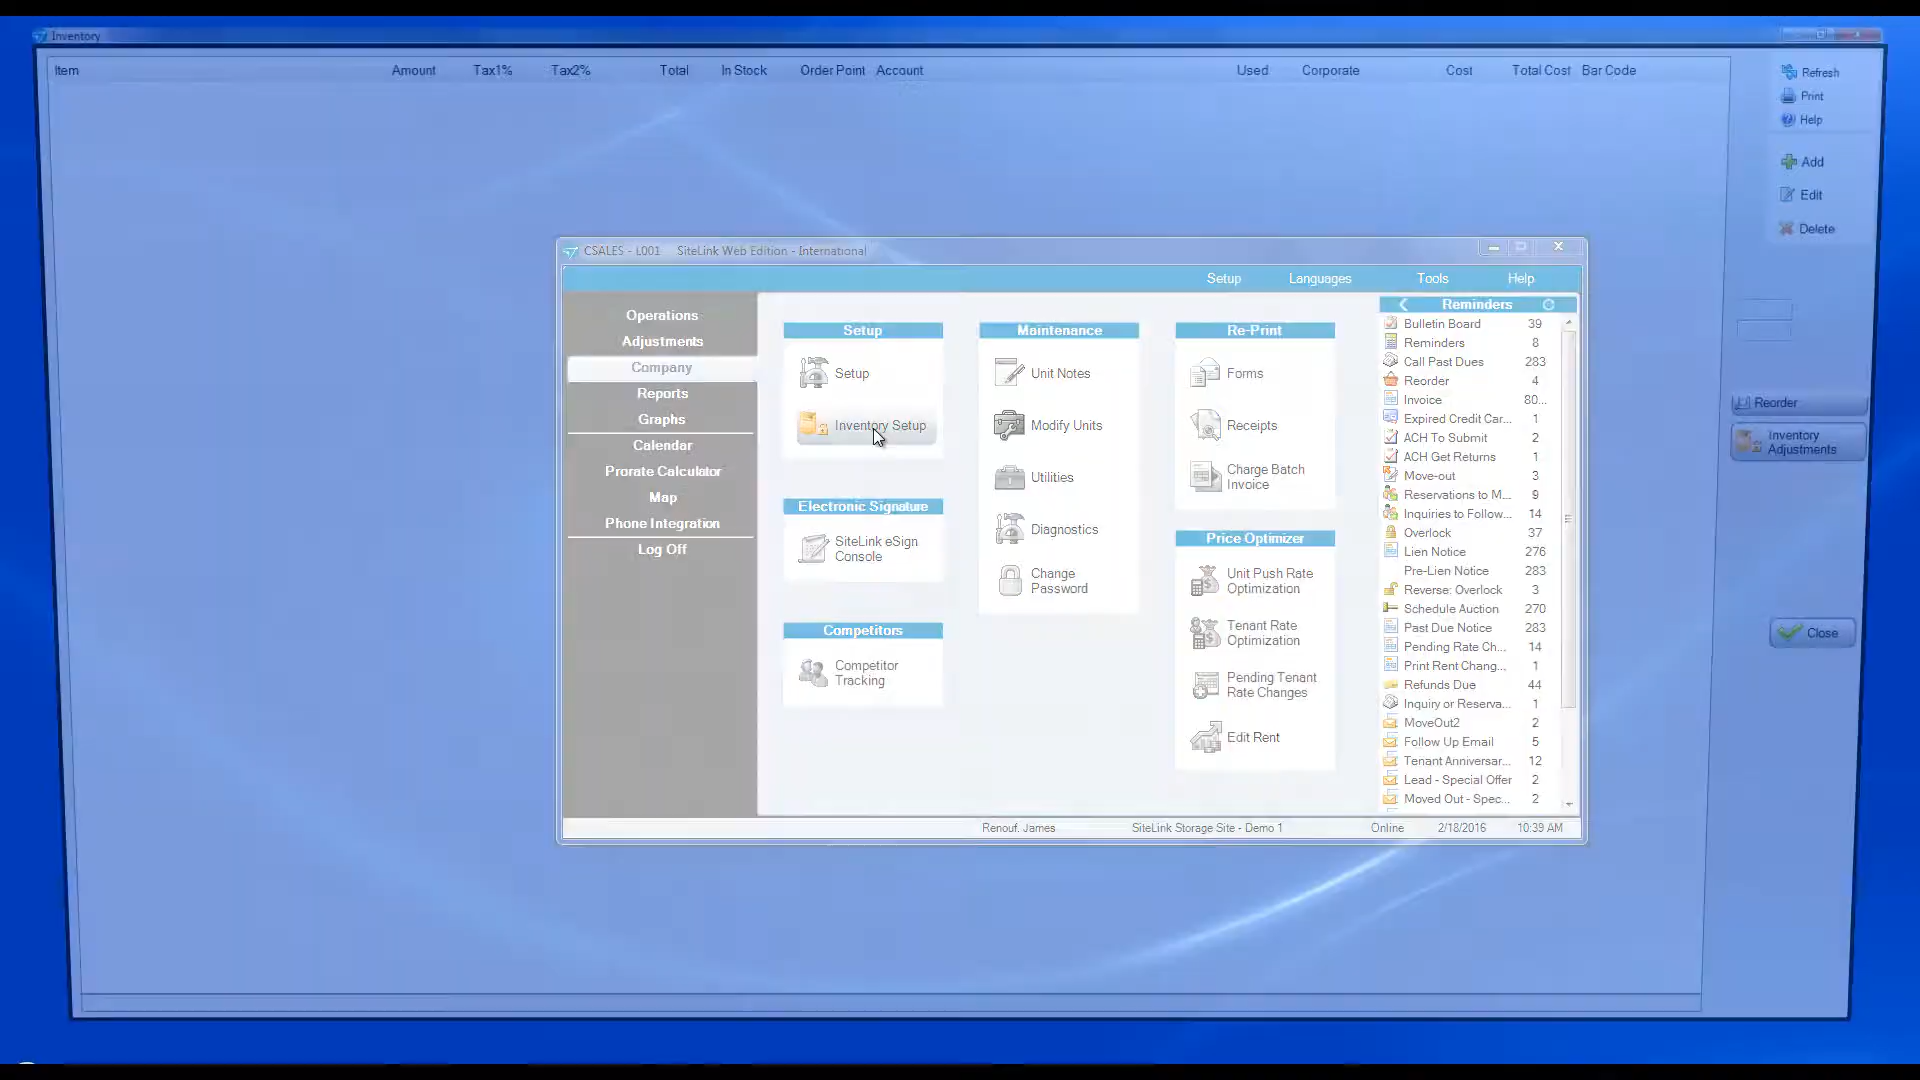 Inventory
Item Amount Tax1% Tax2% Total In Stock Order Point Account Used Corporate Cost Total Cost Bar Code
Refresh
Print
Help
Add
Edit
Delete
Reorder
Inventory
Adjustments
Close
CSALES - L001 SiteLink Web Edition - International
Setup Languages Tools Help
Operations
Adjustments
Company
Reports
Graphs
Calendar
Prorate Calculator
Map
Phone Integration
Log Off
Setup
Setup
Inventory Setup
Electronic Signature
SiteLink eSign
Console
Competitors
Competitor
Tracking
Maintenance
Unit Notes
Modify Units
Utilities
Diagnostics
Change
Password
Re-Print
Forms
Receipts
Charge Batch
Invoice
Price Optimizer
Unit Push Rate
Optimization
Tenant Rate
Optimization
Pending Tenant
Rate Changes
Edit Rent
Reminders
Bulletin Board 39
Reminders 8
Call Past Dues 283
Reorder 4
Invoice 80...
Expired Credit Car... 1
ACH To Submit 2
ACH Get Returns 1
Move-out 3
Reservations to M... 9
Inquiries to Follow... 14
Overlock 37
Lien Notice 276
Pre-Lien Notice 283
Reverse: Overlock 3
Schedule Auction 270
Past Due Notice 283
Pending Rate Ch... 14
Print Rent Chang... 1
Refunds Due 44
Inquiry or Reserva... 1
MoveOut2 2
Follow Up Email 5
Tenant Anniversar... 12
Lead - Special Offer 2
Moved Out - Spec... 2
Renouf. James SiteLink Storage Site - Demo 1 Online 2/18/2016 10:39 AM